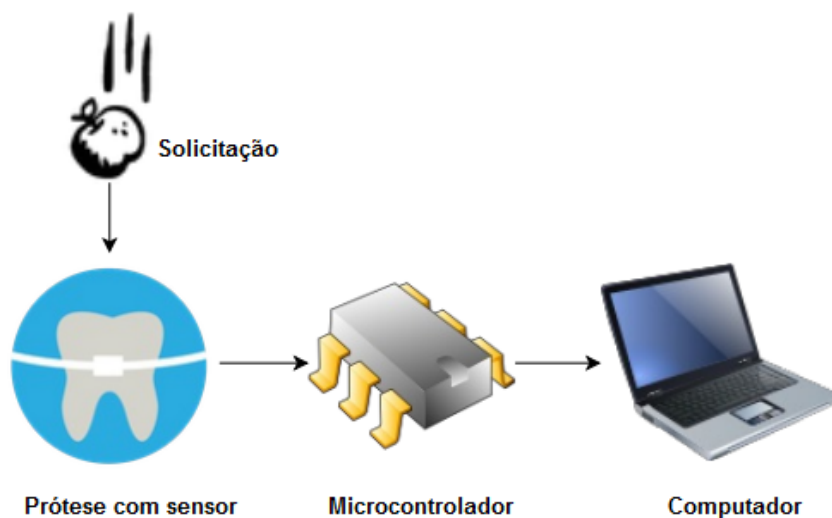 Solicitação
Prótese com sensor
Microcontrolador
Computador